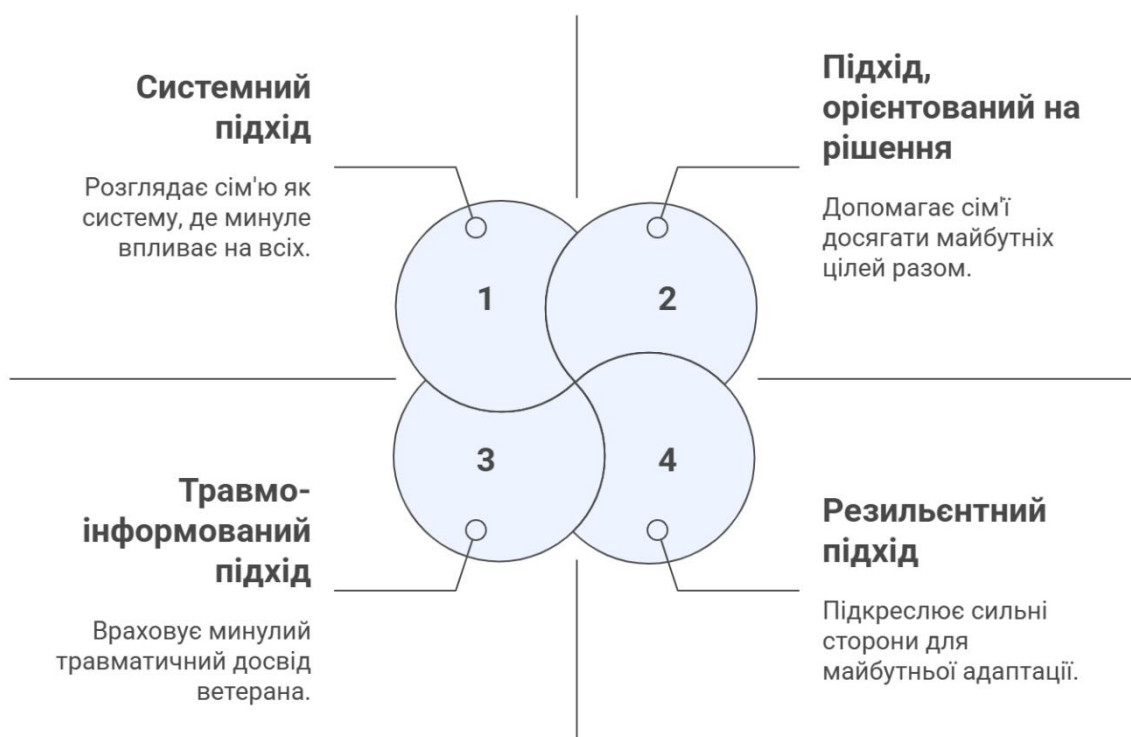 Системний
підхід
Розглядає сім'ю як
систему, де минуле
впливає на всіх.
1
Підхід,
орієнтований на
рішення
Допомагає сім'ї
досягати майбутніх
цілей разом.
2
Травмо-
інформований
підхід
Враховує минулий
травматичний досвід
ветерана.
3
Резильєнтний
підхід
Підкреслює сильні
сторони для
майбутньої адаптації.
4